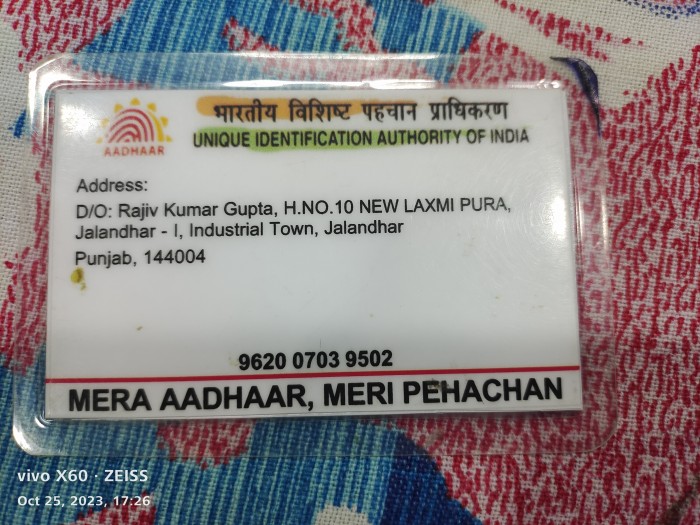 भारतीय विशिष्ट पहचान प्राधिकरण
AADHAAR
UNIQUE IDENTIFICATION AUTHORITY OF INDIA
Address:
D/O: Rajiv Kumar Gupta, H.NO.10 NEW LAXMI PURA,
Jalandhar - I, Industrial Town, Jalandhar
Punjab, 144004
9620 0703 9502
MERA AADHAAR, MERI PEHACHAN
vivo X60 · ZEISS
Oct 25, 2023, 17:26